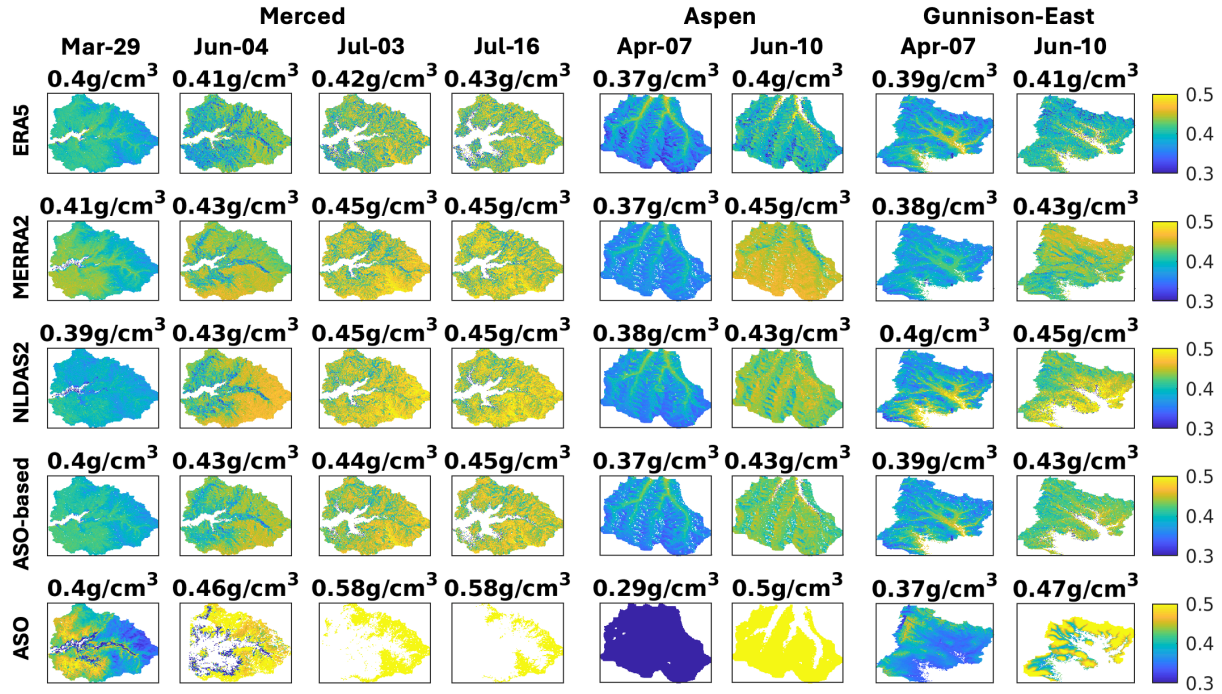 Merced Aspen Gunnison-East
Mar-29 Jun-04 Jul-03 Jul-16 Apr-07 Jun-10 Apr-07 Jun-10
0.4g/cm³ 0.41g/cm³ 0.42g/cm³ 0.43g/cm³ 0.37g/cm³ 0.4g/cm³ 0.39g/cm³ 0.41g/cm³
ERA5
0.5
0.4
0.3
0.41g/cm³ 0.43g/cm³ 0.45g/cm³ 0.45g/cm³ 0.37g/cm³ 0.45g/cm³ 0.38g/cm³ 0.43g/cm³
MERRA2
0.5
0.4
0.3
0.39g/cm³ 0.43g/cm³ 0.45g/cm³ 0.45g/cm³ 0.38g/cm³ 0.43g/cm³ 0.4g/cm³ 0.45g/cm³
NLDAS2
0.5
0.4
0.3
0.4g/cm³ 0.43g/cm³ 0.44g/cm³ 0.45g/cm³ 0.37g/cm³ 0.43g/cm³ 0.39g/cm³ 0.43g/cm³
ASO-based
0.5
0.4
0.3
0.4g/cm³ 0.46g/cm³ 0.58g/cm³ 0.58g/cm³ 0.29g/cm³ 0.5g/cm³ 0.37g/cm³ 0.47g/cm³
ASO
0.5
0.4
0.3